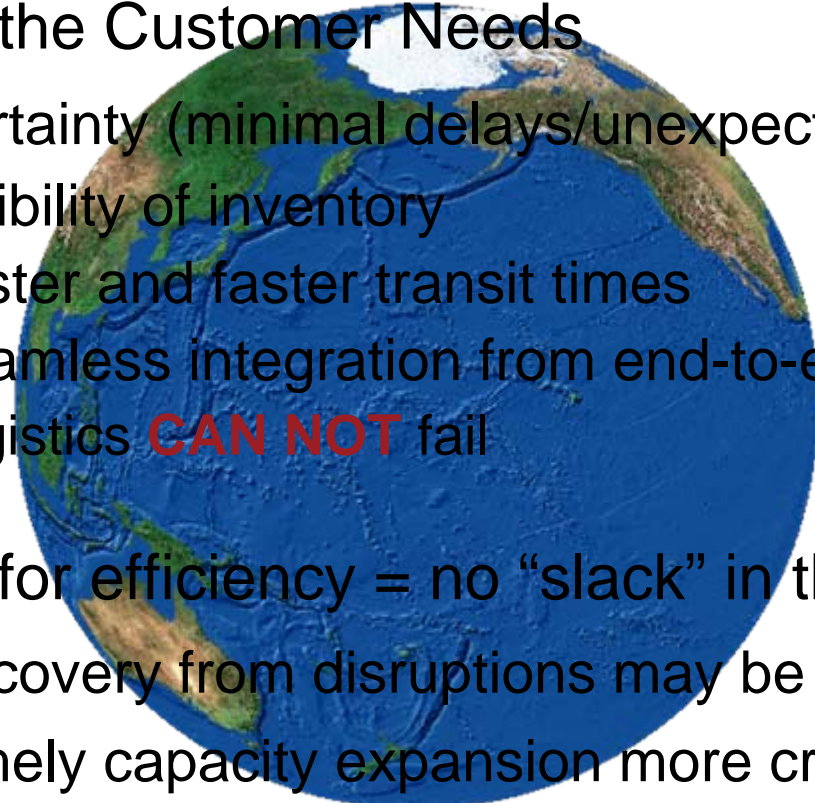 the Customer Needs
rtainty (minimal delays/unexpect
ibility of inventory
ster and faster transit times
amless integration from end-to-e
gistics CAN NOT fail
for efficiency = no “slack” in th
covery from disruptions may be
nely capacity expansion more cr